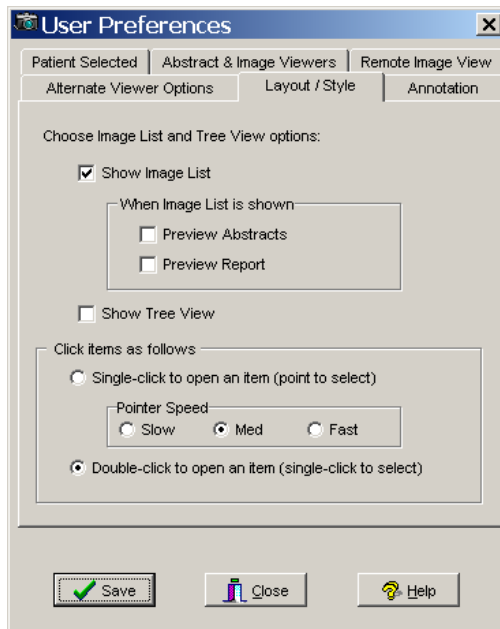 User Preferences
Patient Selected Abstract & Image Viewers Remote Image View
Alternate Viewer Options Layout / Style Annotation
Choose Image List and Tree View options:
Show Image List
When Image List is shown
Preview Abstracts
Preview Report
Show Tree View
Click items as follows
Single-click to open an item (point to select)
Pointer Speed
Slow Med Fast
Double-click to open an item (single-click to select)
Save Close Help